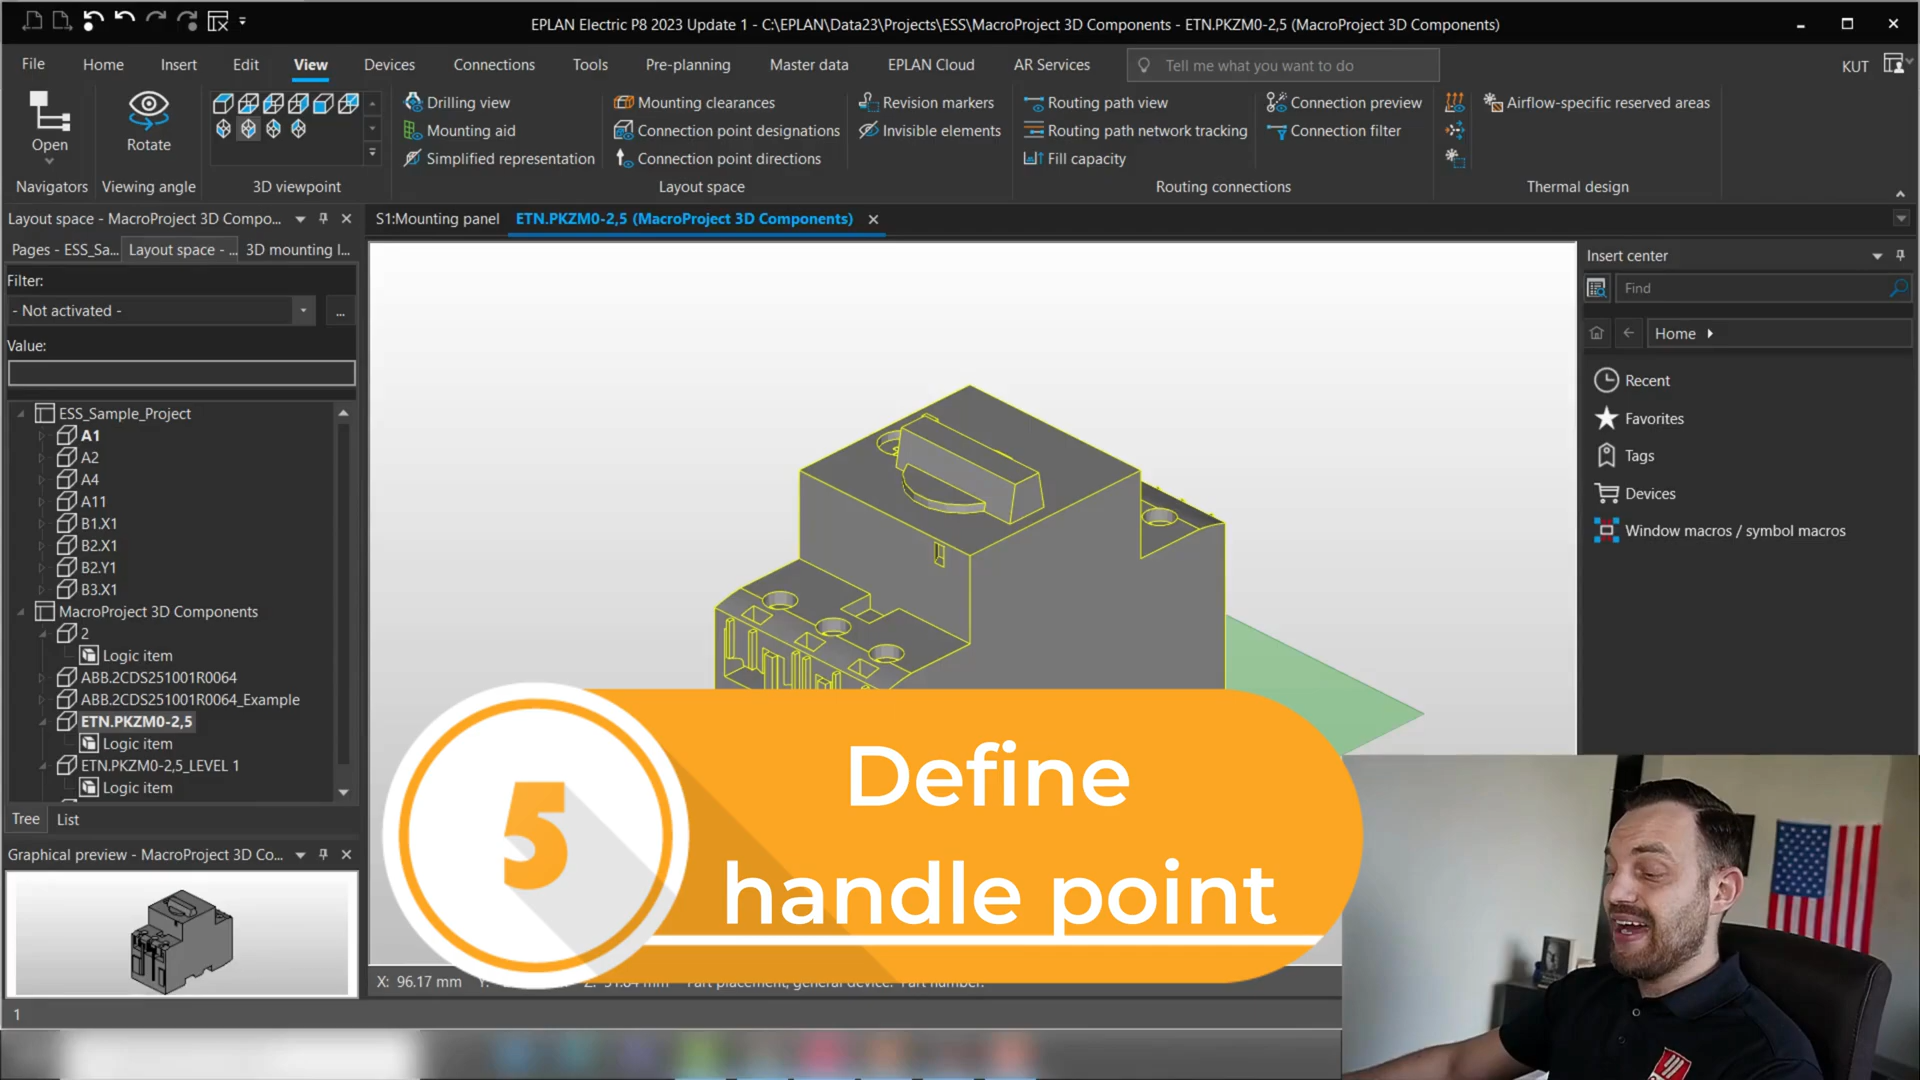 EPLAN Electric P8 2023 Update 1 - C:\EPLAN\Data23\Projects\ESS\MacroProject 3D Components - ETN.PKZM0-2,5 (MacroProject 3D Components)
File Home Insert Edit View Devices Connections Tools Pre-planning Master data EPLAN Cloud AR Services Tell me what you want to do KUT
Open
Navigators
Rotate
Viewing angle
3D viewpoint
Drilling view
Mounting aid
Simplified representation
Mounting clearances
Connection point designations
Connection point directions
Revision markers
Invisible elements
Layout space
Routing path view
Routing path network tracking
Fill capacity
Connection preview
Connection filter
Routing connections
Airflow-specific reserved areas
Thermal design
Layout space - MacroProject 3D Compo...
Pages - ESS_Sa... Layout space - ... 3D mounting l...
Filter:
- Not activated -
...
Value:
ESS_Sample_Project
A1
A2
A4
A11
B1.X1
B2.X1
B2.Y1
B3.X1
MacroProject 3D Components
2
Logic item
ABB.2CDS251001R0064
ABB.2CDS251001R0064_Example
ETN.PKZM0-2,5
Logic item
ETN.PKZM0-2,5_LEVEL 1
Logic item
Tree List
Graphical preview - MacroProject 3D Co...
1
S1:Mounting panel ETN.PKZM0-2,5 (MacroProject 3D Components)
5
Define
handle point
X: 96.17 mm
Insert center
Find
Home
Recent
Favorites
Tags
Devices
Window macros / symbol macros